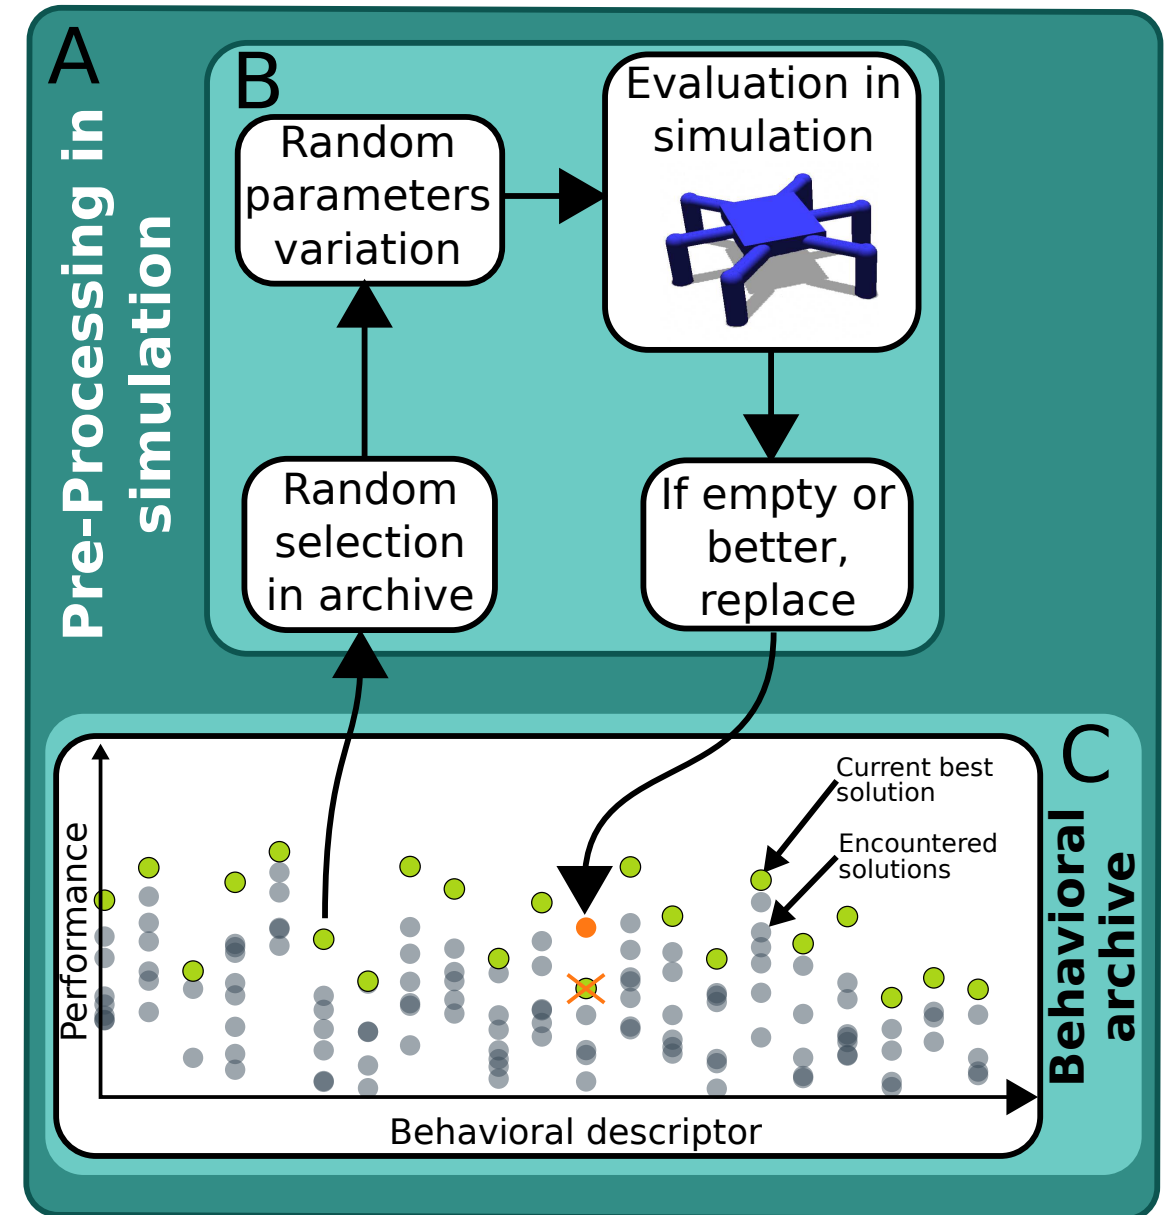 A
Pre-Processing in
simulation
B
Random
parameters
variation
Evaluation in
simulation
Random
selection
in archive
If empty or
better,
replace
C
Behavioral
archive
Current best
solution
Encountered
solutions
Performance
Behavioral descriptor